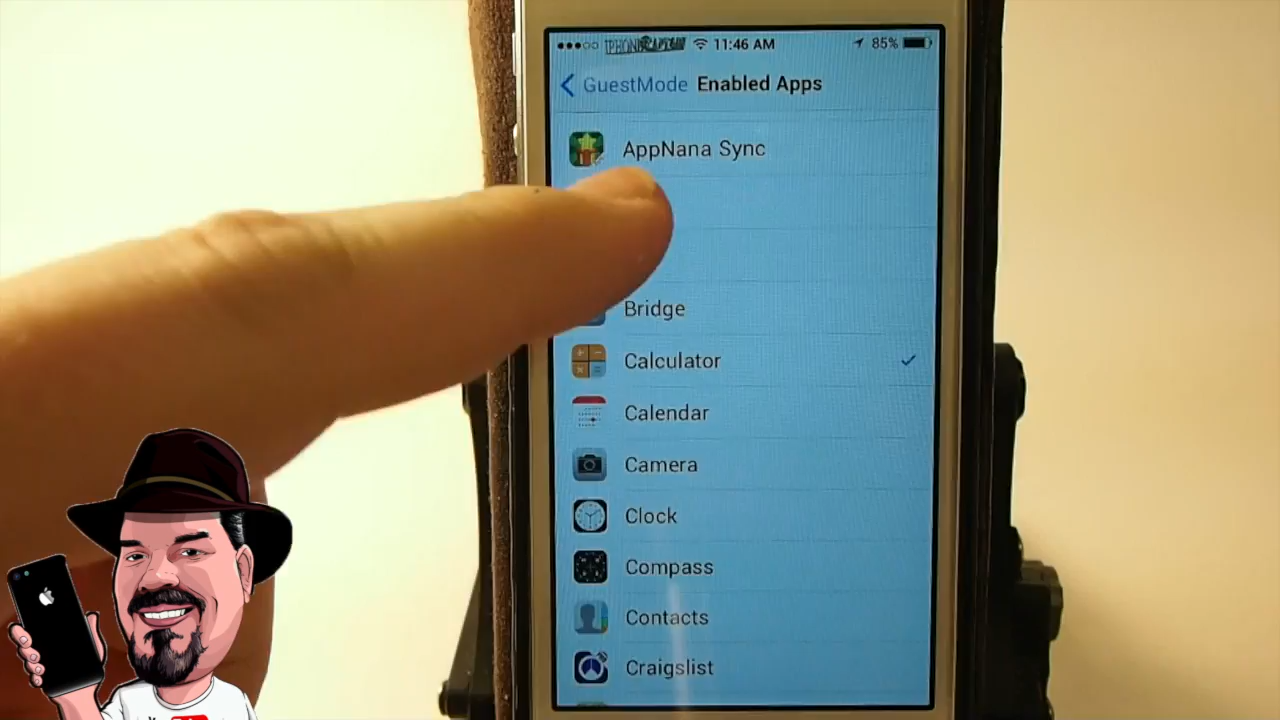 11:46 AM 85%
GuestMode Enabled Apps
AppNana Sync
Bridge
Calculator
Calendar
Camera
Clock
Compass
Contacts
Craigslist